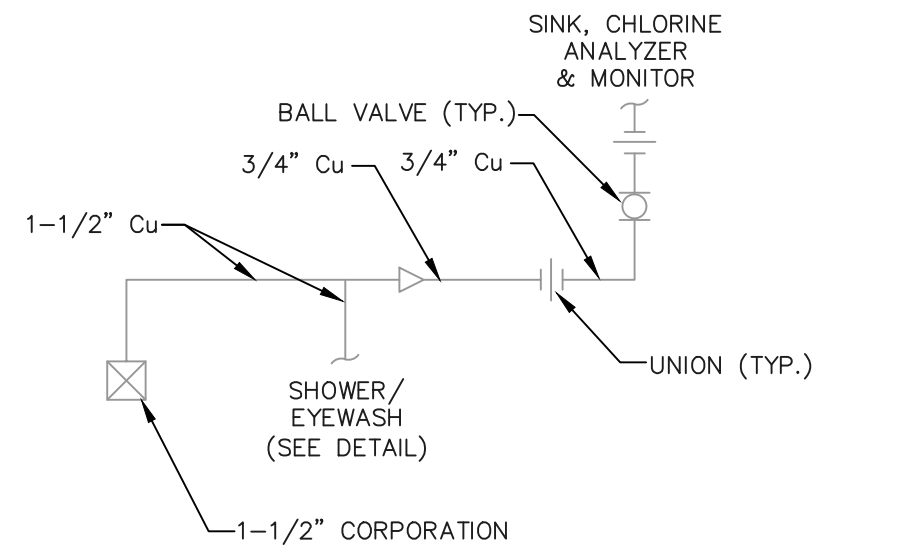 SINK, CHLORINE
ANALYZER
& MONITOR
BALL VALVE (TYP.)
3/4” Cu
3/4” Cu
1-1/2” Cu
UNION (TYP.)
SHOWER/
EYEWASH
(SEE DETAIL)
1-1/2” CORPORATION